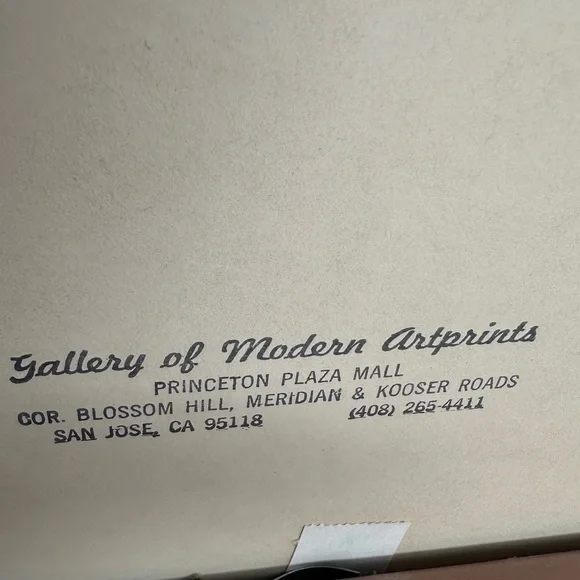 Gallery of Modern Artprints
PRINCETON PLAZA MALL
COR. BLOSSOM HILL, MERIDIAN & KOOSER ROADS
SAN JOSE, CA 95118 (408) 265-4411